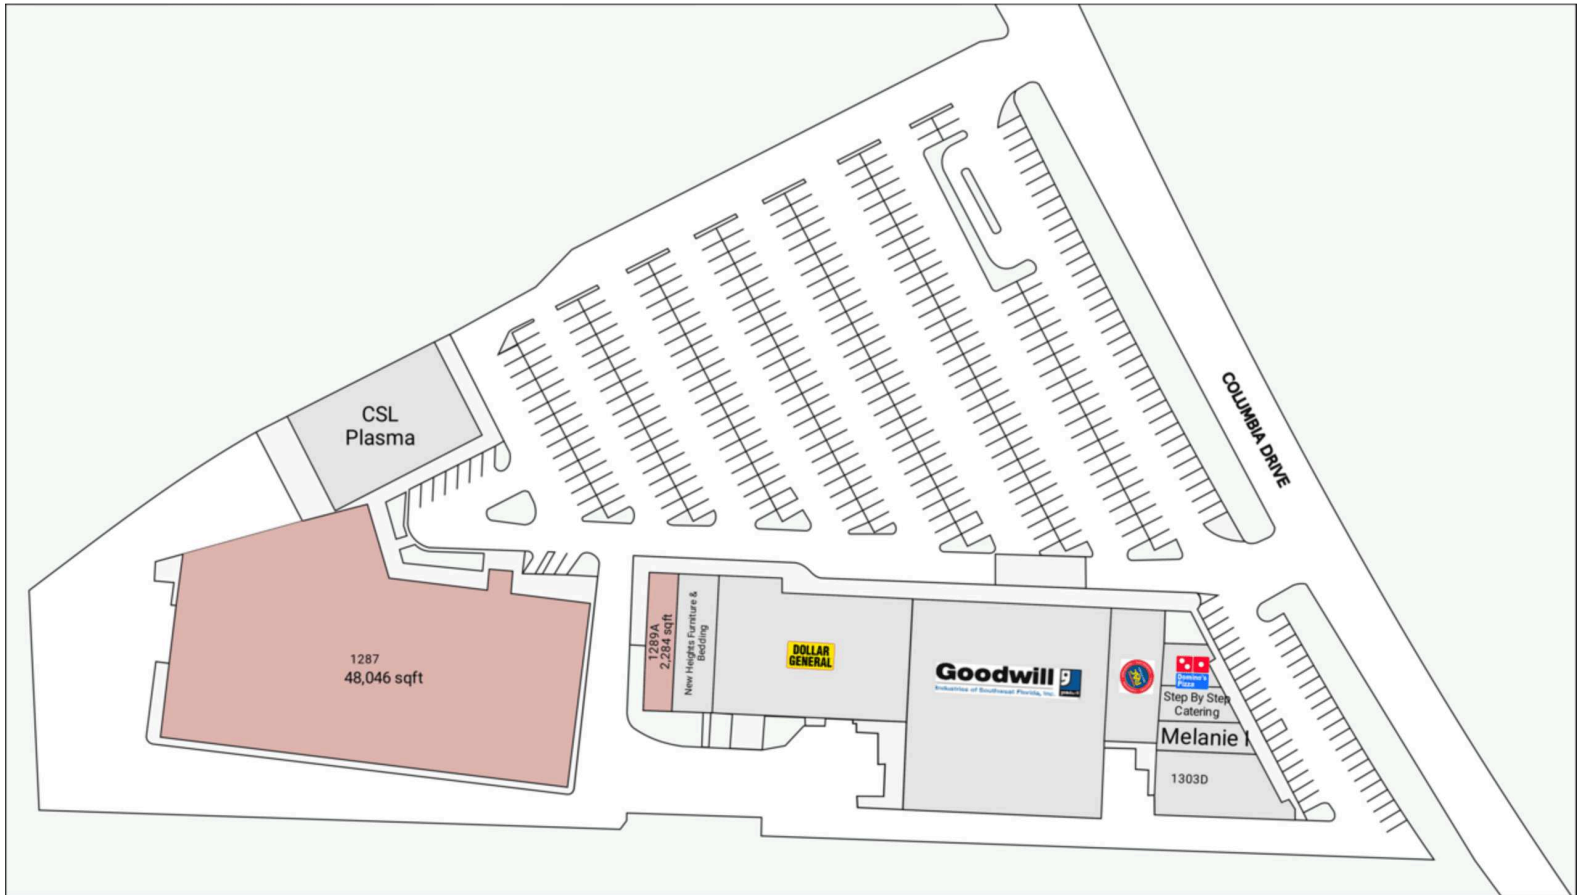 COLUMBIA DRIVE
CSL
Plasma
1287
48,046 sqft
1289A
2,284 sqft
New Heights Furniture &
Bedding
DOLLAR
GENERAL
Goodwill
Industries of Southwest Florida, Inc.
Domino's
Pizza
Step By Step
Catering
Melanie
1303D